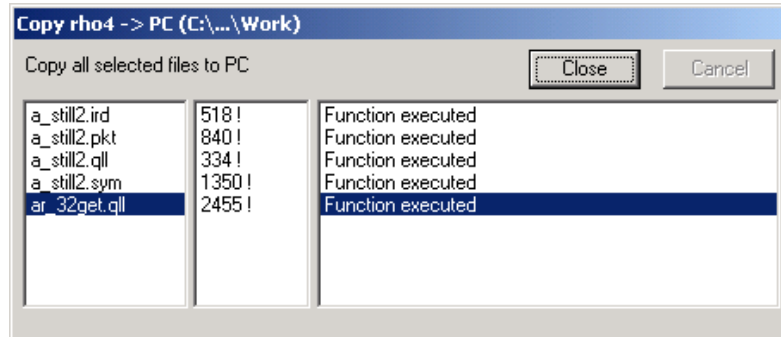 Copy rho4 -> PC (C:\...\Work)
Copy all selected files to PC
Close
Cancel
a_still2.ird 518 ! Function executed
a_still2.pkt 840 ! Function executed
a_still2.qll 334 ! Function executed
a_still2.sym 1350 ! Function executed
ar_32get.qll 2455 ! Function executed